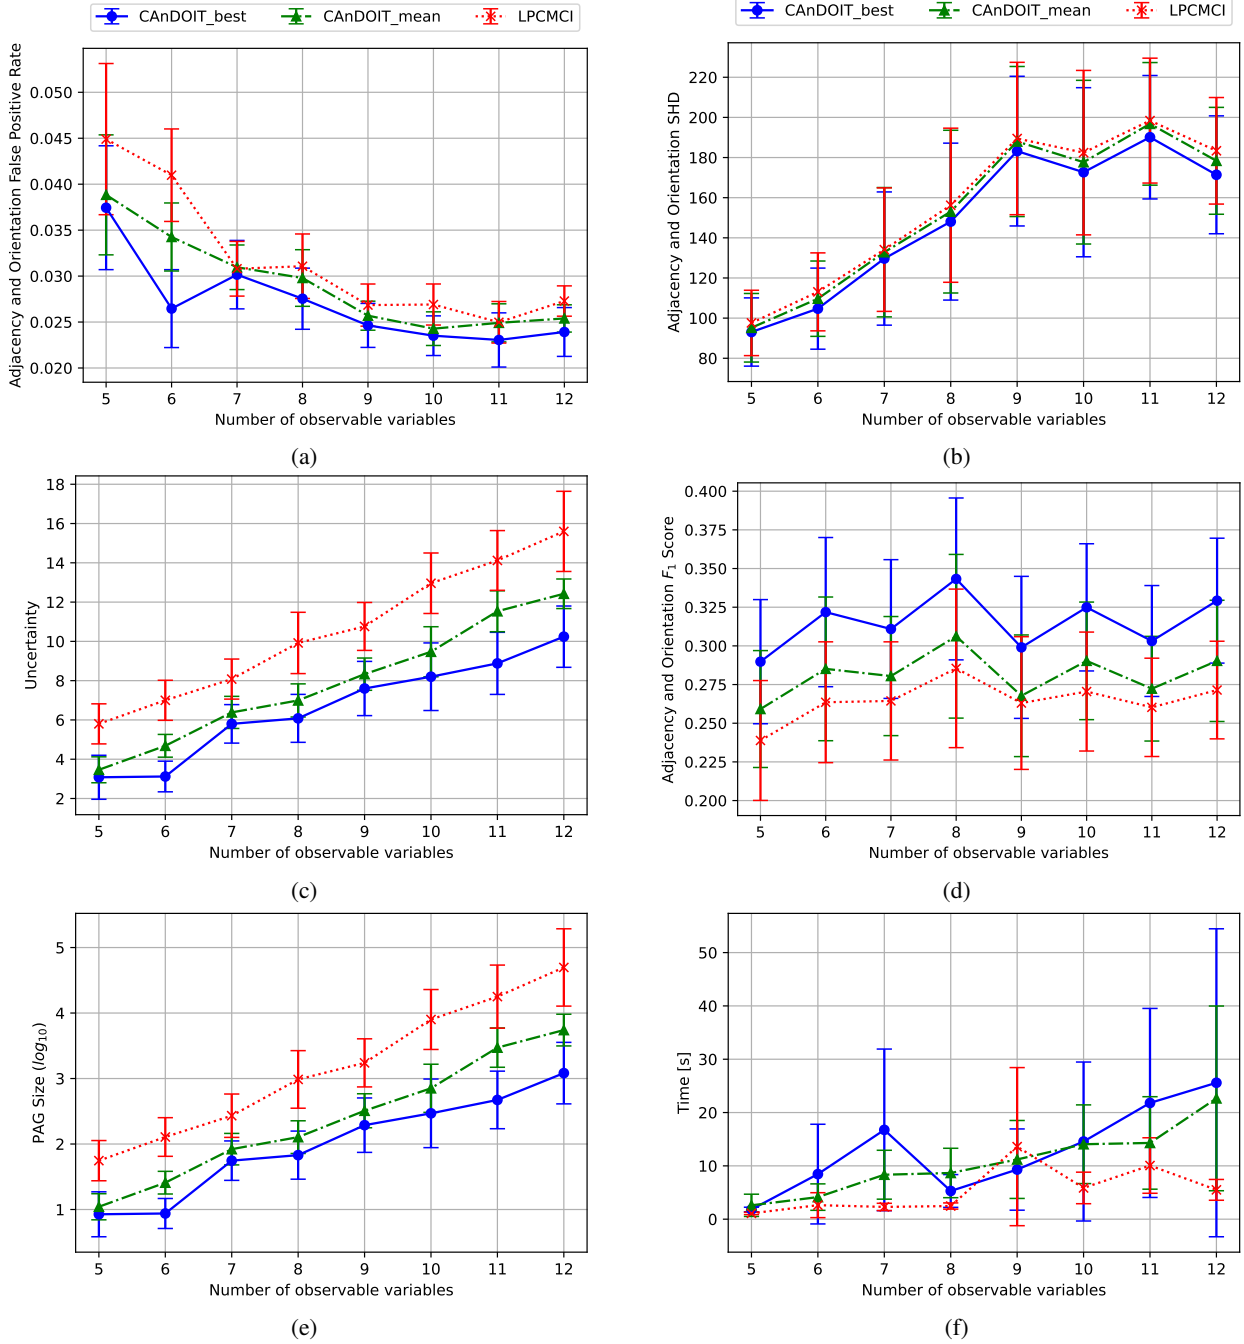 CAnDOIT_best CAnDOIT_mean LPCMCI
Adjacency and Orientation False Positive Rate
0.050
0.045
0.040
0.035
0.030
0.025
0.020
5 6 7 8 9 10 11 12
Number of observable variables
(a)
CAnDOIT_best CAnDOIT_mean LPCMCI
Adjacency and Orientation SHD
220
200
180
160
140
120
100
80
5 6 7 8 9 10 11 12
Number of observable variables
(b)
Uncertainty
18
16
14
12
10
8
6
4
2
5 6 7 8 9 10 11 12
Number of observable variables
(c)
Adjacency and Orientation F₁ Score
0.400
0.375
0.350
0.325
0.300
0.275
0.250
0.225
0.200
5 6 7 8 9 10 11 12
Number of observable variables
(d)
PAG Size (log₁₀)
5
4
3
2
1
5 6 7 8 9 10 11 12
Number of observable variables
(e)
Time [s]
50
40
30
20
10
0
5 6 7 8 9 10 11 12
Number of observable variables
(f)